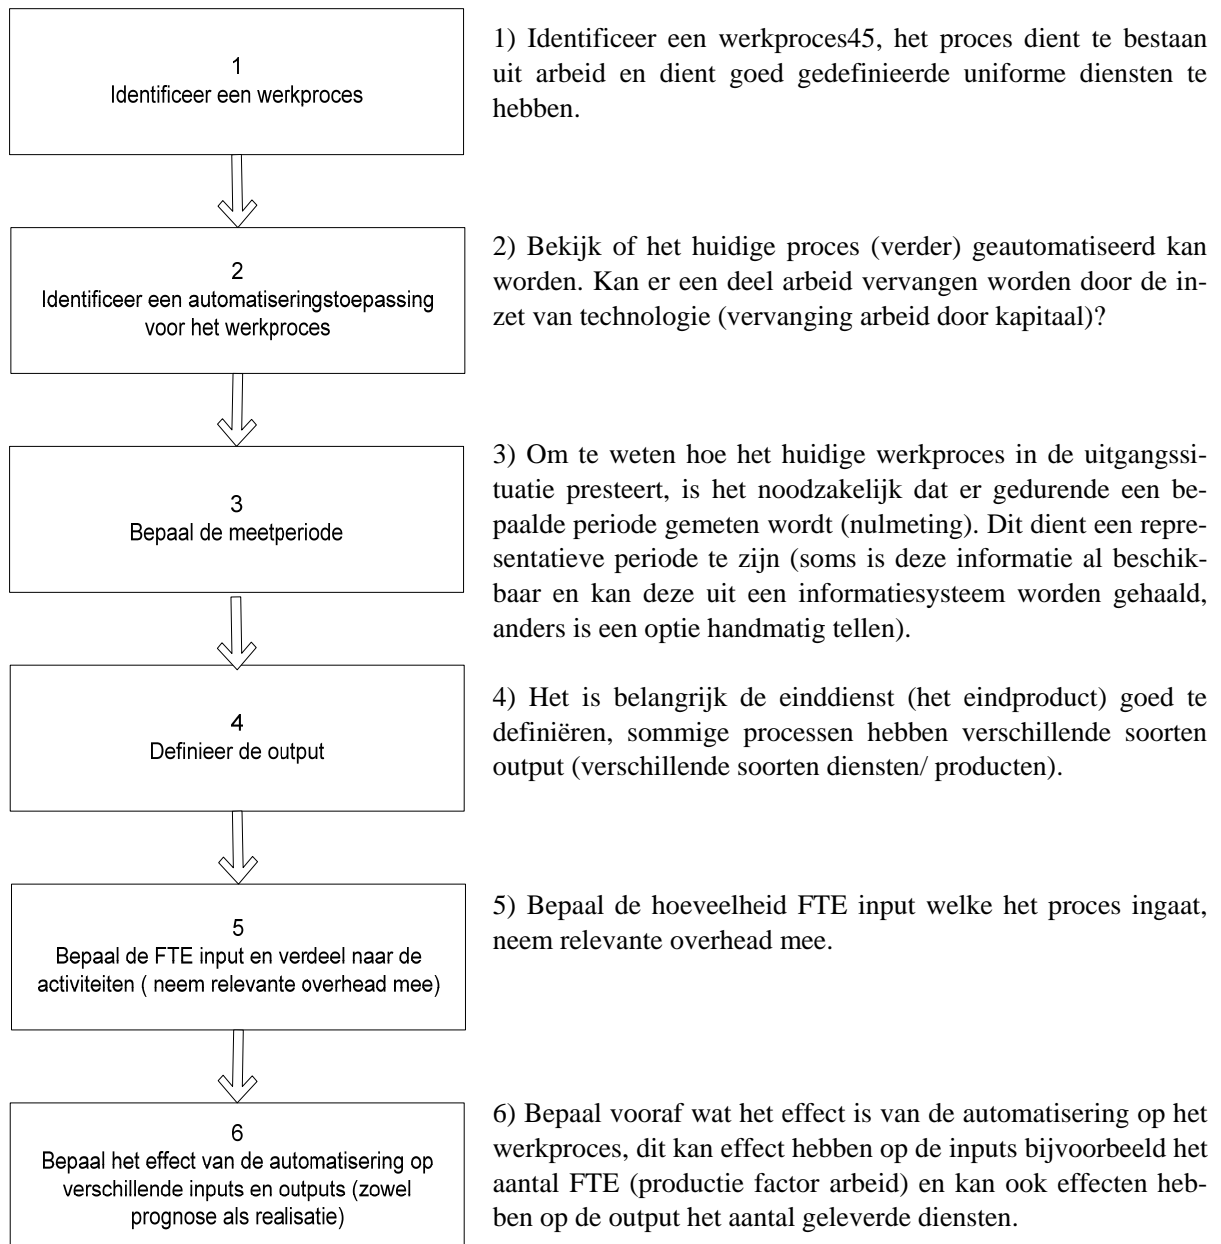 1
Identificeer een werkproces
1) Identificeer een werkproces45, het proces dient te bestaan
uit arbeid en dient goed gedefinieerde uniforme diensten te
hebben.
2
Identificeer een automatiseringstoepassing
voor het werkproces
2) Bekijk of het huidige proces (verder) geautomatiseerd kan
worden. Kan er een deel arbeid vervangen worden door de in-
zet van technologie (vervanging arbeid door kapitaal)?
3
Bepaal de meetperiode
3) Om te weten hoe het huidige werkproces in de uitgangssi-
tuatie presteert, is het noodzakelijk dat er gedurende een be-
paalde periode gemeten wordt (nulmeting). Dit dient een repre-
sentatieve periode te zijn (soms is deze informatie al beschik-
baar en kan deze uit een informatiesysteem worden gehaald,
anders is een optie handmatig tellen).
4
Definieer de output
4) Het is belangrijk de einddienst (het eindproduct) goed te
definiëren, sommige processen hebben verschillende soorten
output (verschillende soorten diensten/ producten).
5
Bepaal de FTE input en verdeel naar de
activiteiten ( neem relevante overhead mee)
5) Bepaal de hoeveelheid FTE input welke het proces ingaat,
neem relevante overhead mee.
6
Bepaal het effect van de automatisering op
verschillende inputs en outputs (zowel
prognose als realisatie)
6) Bepaal vooraf wat het effect is van de automatisering op het
werkproces, dit kan effect hebben op de inputs bijvoorbeeld het
aantal FTE (productie factor arbeid) en kan ook effecten heb-
ben op de output het aantal geleverde diensten.